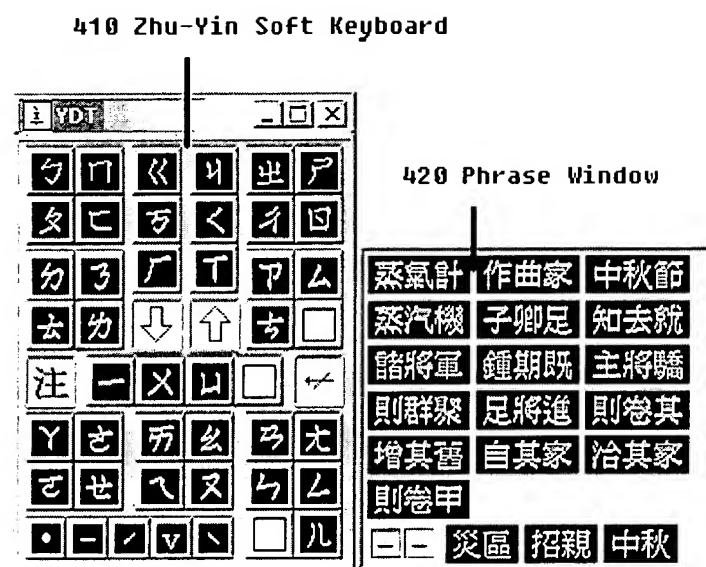 410 Zhu-Yin Soft Keyboard
YDT
ㄅ ㄇ ㄍ ㄐ ㄓ ㄕ
ㄆ ㄈ ㄎ ㄑ ㄔ ㄖ
ㄉ ㄋ ㄏ ㄒ ㄗ ㄙ
ㄊ ㄌ ⇩ ⇧ ㄘ
注 ㄧ ㄨ ㄩ
ㄚ ㄜ ㄞ ㄠ ㄢ ㄤ
ㄛ ㄝ ㄟ ㄡ ㄣ ㄥ
• - ˊ v ˋ ㄦ
420 Phrase Window
蒸氣計 作曲家 中秋節
蒸汽機 子卿足 知去就
諸將軍 鍾期既 主將驕
則群聚 足將進 則卷其
增其舊 自其家 治其家
則卷甲
災區 招親 中秋